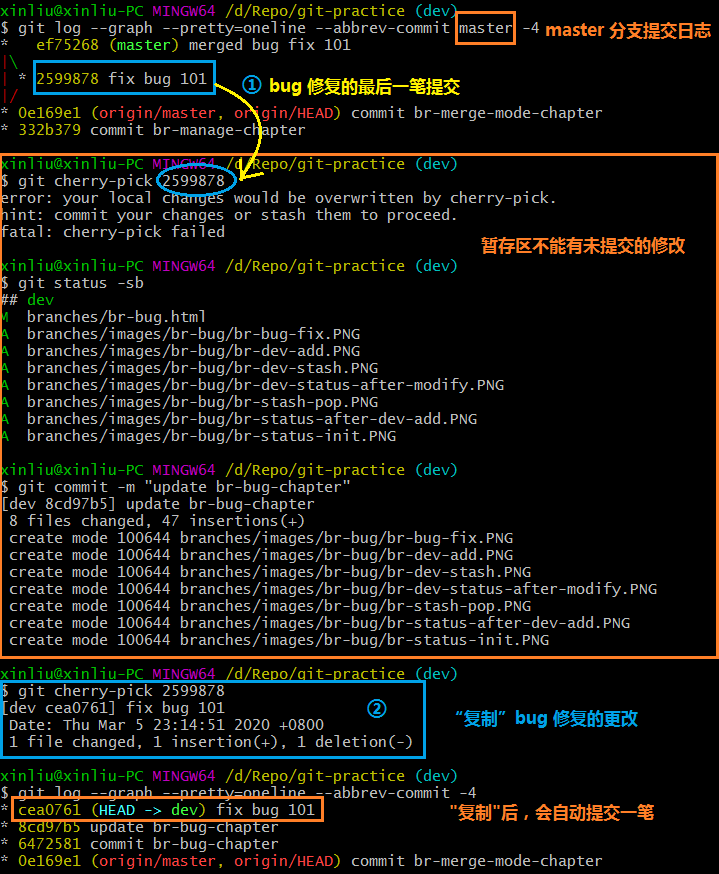 xinliu@xinliu-PC MINGW64 /d/Repo/git-practice (dev)
$ git log --graph --pretty=oneline --abbrev-commit master -4 master 分支提交日志
*   ef75268 (master) merged bug fix 101
|\
| * 2599878 fix bug 101 ① bug 修复的最后一笔提交
|/
* 0e169e1 (origin/master, origin/HEAD) commit br-merge-mode-chapter
* 332b379 commit br-manage-chapter
xinliu@xinliu-PC MINGW64 /d/Repo/git-practice (dev)
$ git cherry-pick 2599878
error: your local changes would be overwritten by cherry-pick.
hint: commit your changes or stash them to proceed.
fatal: cherry-pick failed
暂存区不能有未提交的修改
xinliu@xinliu-PC MINGW64 /d/Repo/git-practice (dev)
$ git status -sb
## dev
M  branches/br-bug.html
A  branches/images/br-bug/br-bug-fix.PNG
A  branches/images/br-bug/br-dev-add.PNG
A  branches/images/br-bug/br-dev-stash.PNG
A  branches/images/br-bug/br-dev-status-after-modify.PNG
A  branches/images/br-bug/br-stash-pop.PNG
A  branches/images/br-bug/br-status-after-dev-add.PNG
A  branches/images/br-bug/br-status-init.PNG
xinliu@xinliu-PC MINGW64 /d/Repo/git-practice (dev)
$ git commit -m "update br-bug-chapter"
[dev 8cd97b5] update br-bug-chapter
 8 files changed, 47 insertions(+)
 create mode 100644 branches/images/br-bug/br-bug-fix.PNG
 create mode 100644 branches/images/br-bug/br-dev-add.PNG
 create mode 100644 branches/images/br-bug/br-dev-stash.PNG
 create mode 100644 branches/images/br-bug/br-dev-status-after-modify.PNG
 create mode 100644 branches/images/br-bug/br-stash-pop.PNG
 create mode 100644 branches/images/br-bug/br-status-after-dev-add.PNG
 create mode 100644 branches/images/br-bug/br-status-init.PNG
xinliu@xinliu-PC MINGW64 /d/Repo/git-practice (dev)
$ git cherry-pick 2599878
[dev cea0761] fix bug 101 ② “复制” bug 修复的更改
 Date: Thu Mar 5 23:14:51 2020 +0800
 1 file changed, 1 insertion(+), 1 deletion(-)
xinliu@xinliu-PC MINGW64 /d/Repo/git-practice (dev)
$ git log --graph --pretty=oneline --abbrev-commit -4
* cea0761 (HEAD -> dev) fix bug 101 "复制"后，会自动提交一笔
* 8cd97b5 update br-bug-chapter
* 6472581 commit br-bug-chapter
* 0e169e1 (origin/master, origin/HEAD) commit br-merge-mode-chapter